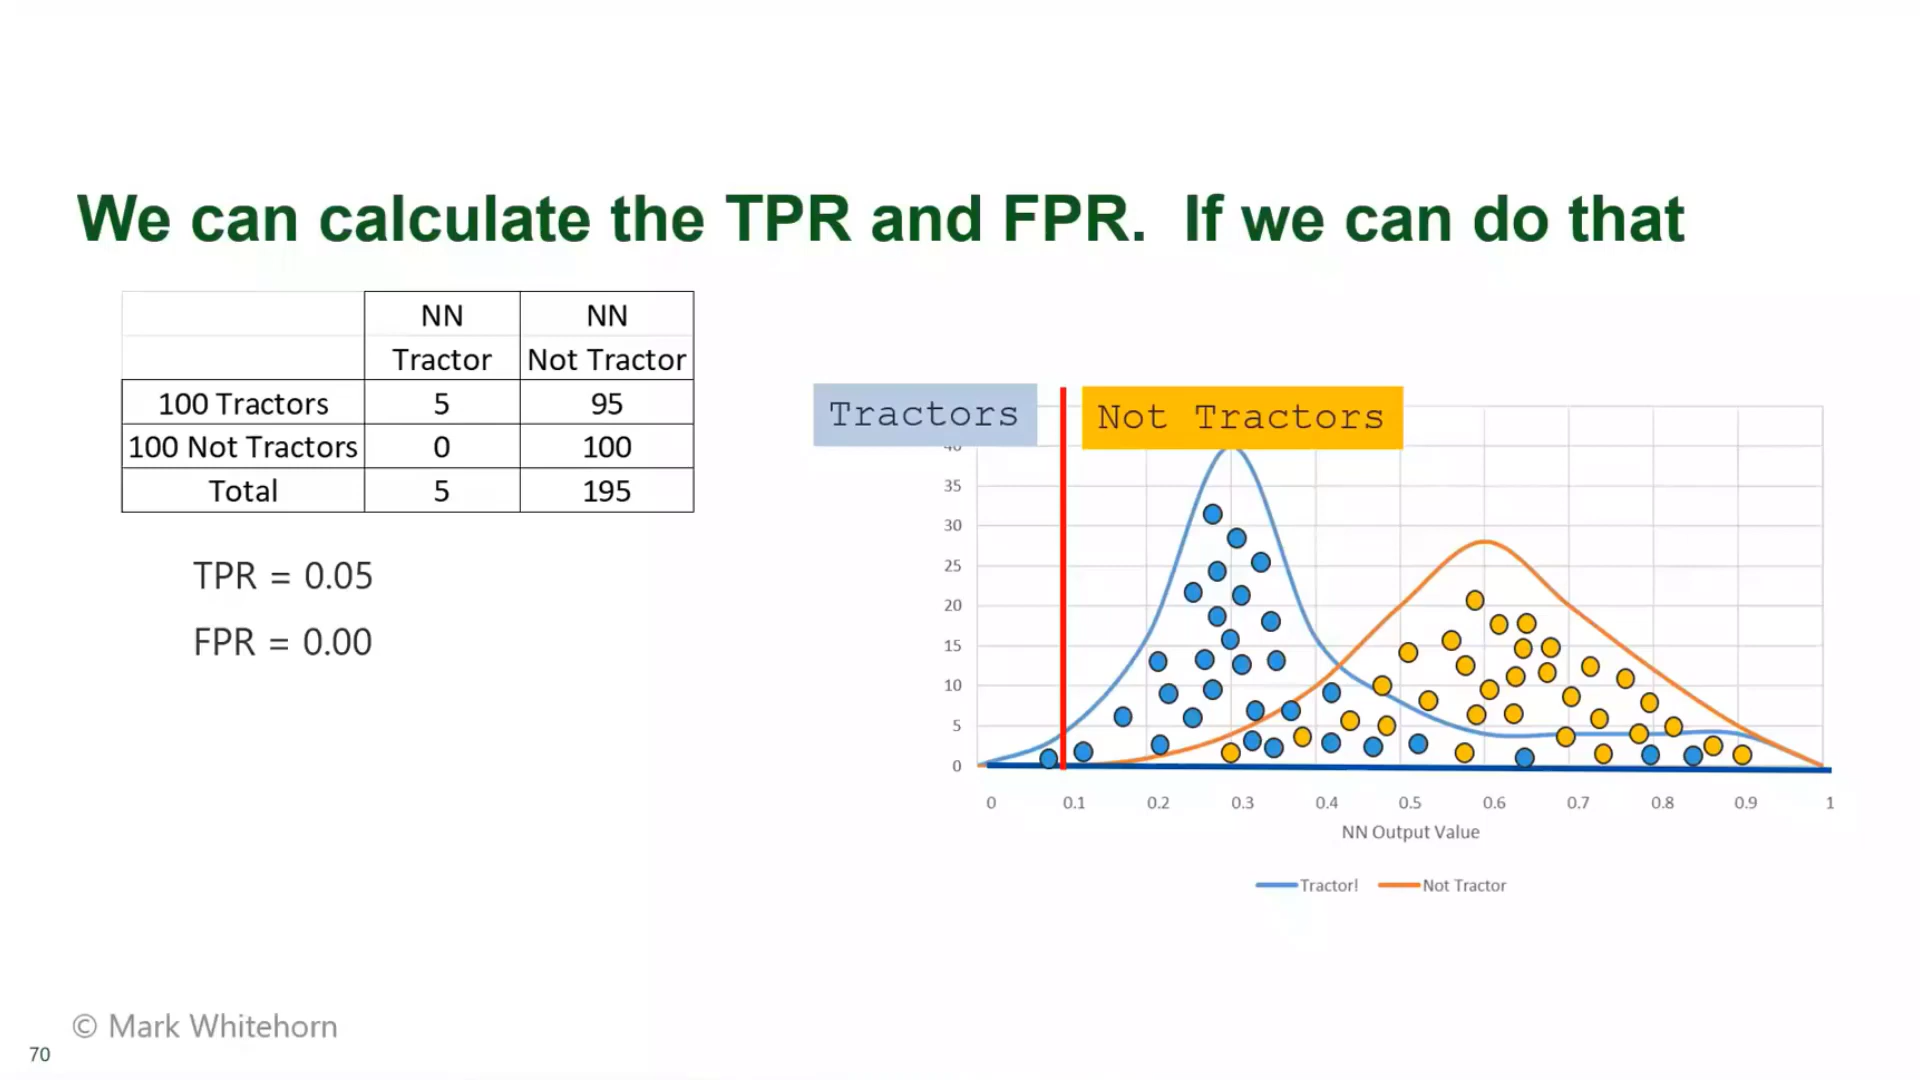 We can calculate the TPR and FPR. If we can do that
NN NN
Tractor Not Tractor
100 Tractors 5 95
100 Not Tractors 0 100
Total 5 195
TPR = 0.05
FPR = 0.00
Tractors Not Tractors
40
35
30
25
20
15
10
5
0
0 0.1 0.2 0.3 0.4 0.5 0.6 0.7 0.8 0.9 1
NN Output Value
Tractor! Not Tractor
© Mark Whitehorn
70